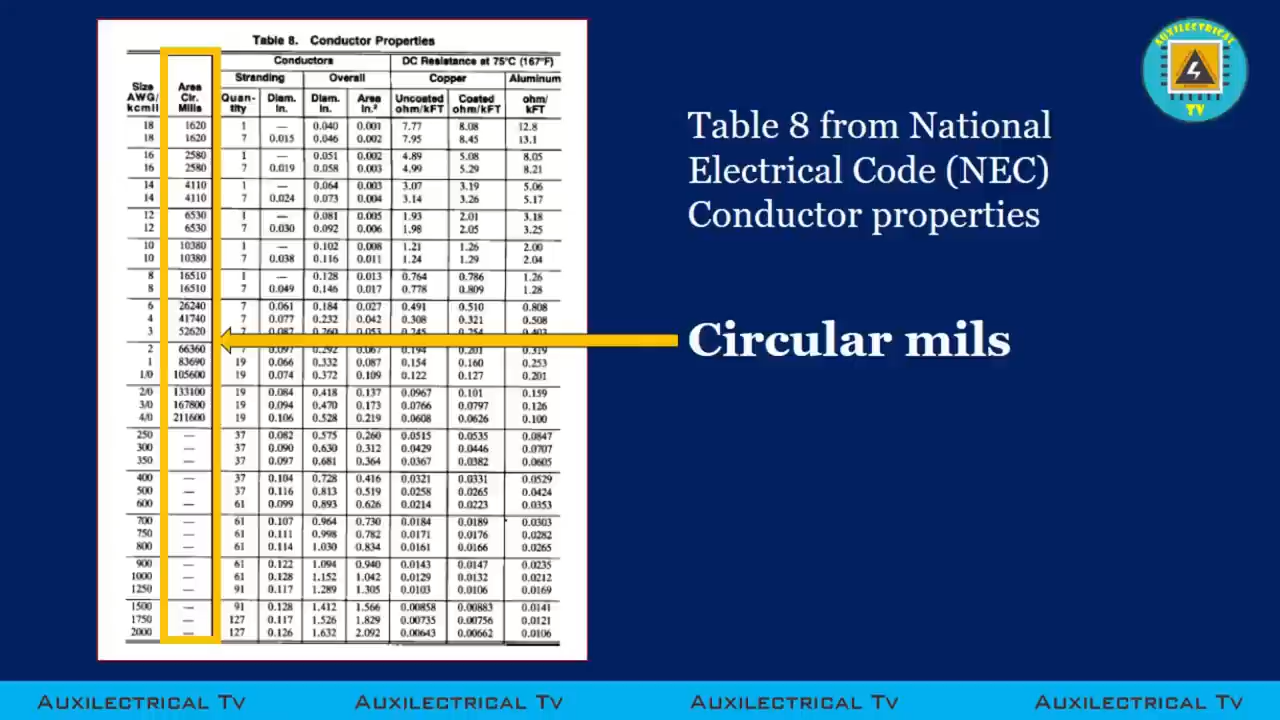 Table 8. Conductor Properties
Conductors DC Resistance at 75°C (167°F)
Stranding Overall Copper Aluminum
Size AWG/ kcmil Area Cir. Mills Quan- tity Diam. In. Diam. In. Area In.² Uncoated ohm/kFT Coated ohm/kFT ohm/ kFT
18 1620 1 — 0.040 0.001 7.77 8.08 12.8
18 1620 7 0.015 0.046 0.002 7.95 8.45 13.1
16 2580 1 — 0.051 0.002 4.89 5.08 8.05
16 2580 7 0.019 0.058 0.003 4.99 5.29 8.21
14 4110 1 — 0.064 0.003 3.07 3.19 5.06
14 4110 7 0.024 0.073 0.004 3.14 3.26 5.17
12 6530 1 — 0.081 0.005 1.93 2.01 3.18
12 6530 7 0.030 0.092 0.006 1.98 2.05 3.25
10 10380 1 — 0.102 0.008 1.21 1.26 2.00
10 10380 7 0.038 0.116 0.011 1.24 1.29 2.04
8 16510 1 — 0.128 0.013 0.764 0.786 1.26
8 16510 7 0.049 0.146 0.017 0.778 0.809 1.28
6 26240 7 0.061 0.184 0.027 0.491 0.510 0.808
4 41740 7 0.077 0.232 0.042 0.308 0.321 0.508
3 52620 7 0.087 0.260 0.053 0.245 0.254 0.403
2 66360 7 0.097 0.292 0.067 0.194 0.201 0.319
1 83690 19 0.066 0.332 0.087 0.154 0.160 0.253
1/0 105600 19 0.074 0.372 0.109 0.122 0.127 0.201
2/0 133100 19 0.084 0.418 0.137 0.0967 0.101 0.159
3/0 167800 19 0.094 0.470 0.173 0.0766 0.0797 0.126
4/0 211600 19 0.106 0.528 0.219 0.0608 0.0626 0.100
250 — 37 0.082 0.575 0.260 0.0515 0.0535 0.0847
300 — 37 0.090 0.630 0.312 0.0429 0.0446 0.0707
350 — 37 0.097 0.681 0.364 0.0367 0.0382 0.0605
400 — 37 0.104 0.728 0.416 0.0321 0.0331 0.0529
500 — 37 0.116 0.813 0.519 0.0258 0.0265 0.0424
600 — 61 0.099 0.893 0.626 0.0214 0.0223 0.0353
700 — 61 0.107 0.964 0.730 0.0184 0.0189 0.0303
750 — 61 0.111 0.998 0.782 0.0171 0.0176 0.0282
800 — 61 0.114 1.030 0.834 0.0161 0.0166 0.0265
900 — 61 0.122 1.094 0.940 0.0143 0.0147 0.0235
1000 — 61 0.128 1.152 1.042 0.0129 0.0132 0.0212
1250 — 91 0.117 1.289 1.305 0.0103 0.0106 0.0169
1500 — 91 0.128 1.412 1.566 0.00858 0.00883 0.0141
1750 — 127 0.117 1.526 1.829 0.00735 0.00756 0.0121
2000 — 127 0.126 1.632 2.092 0.00643 0.00662 0.0106
AUXILECTRICAL
TV
Table 8 from National
Electrical Code (NEC)
Conductor properties
Circular mils
Auxilectrical Tv Auxilectrical Tv Auxilectrical Tv Auxilectrical Tv